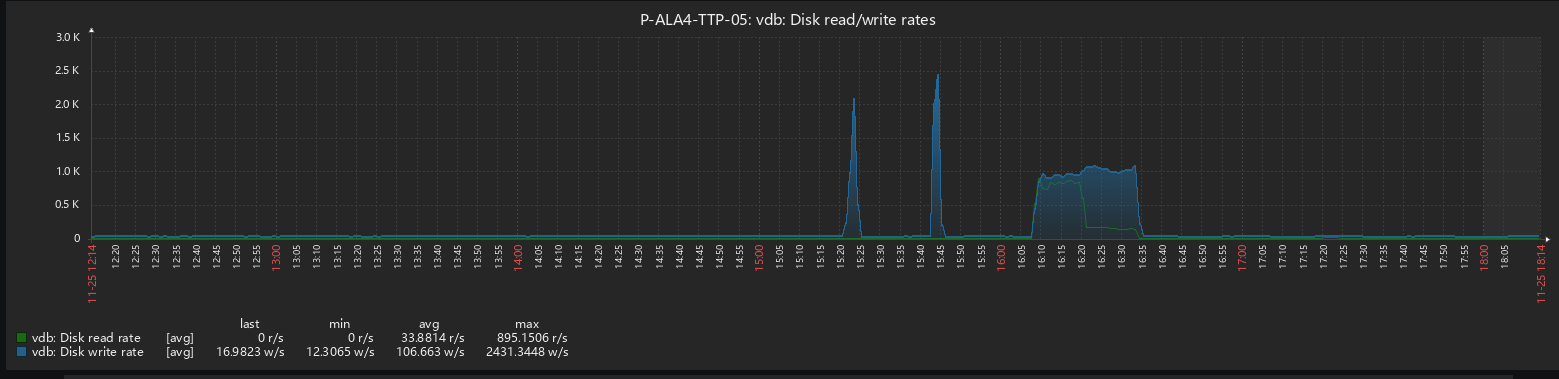 P-ALA4-TTP-05: vdb: Disk read/write rates
3.0 K
2.5 K
2.0 K
1.5 K
1.0 K
0.5 K
0
11-25 12:14 12:20 12:25 12:30 12:35 12:40 12:45 12:50 12:55 13:00 13:05 13:10 13:15 13:20 13:25 13:30 13:35 13:40 13:45 13:50 13:55 14:00 14:05 14:10 14:15 14:20 14:25 14:30 14:35 14:40 14:45 14:50 14:55 15:00 15:05 15:10 15:15 15:20 15:25 15:30 15:35 15:40 15:45 15:50 15:55 16:00 16:05 16:10 16:15 16:20 16:25 16:30 16:35 16:40 16:45 16:50 16:55 17:00 17:05 17:10 17:15 17:20 17:25 17:30 17:35 17:40 17:45 17:50 17:55 18:00 18:05 11-25 18:14
last min avg max
vdb: Disk read rate [avg] 0 r/s 0 r/s 33.8814 r/s 895.1506 r/s
vdb: Disk write rate [avg] 16.9823 w/s 12.3065 w/s 106.663 w/s 2431.3448 w/s